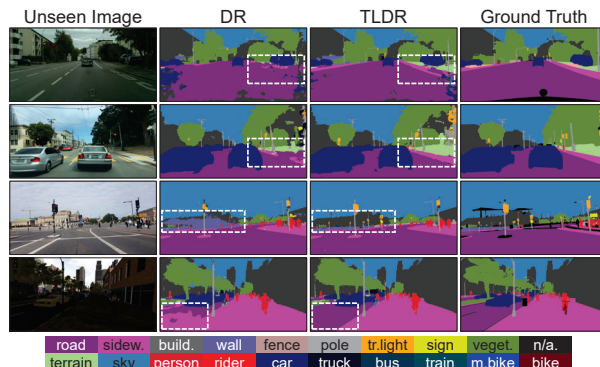 Unseen Image DR TLDR Ground Truth
road sidew. build. wall fence pole tr.light sign veget. n/a.
terrain sky person rider car truck bus train m.bike bike